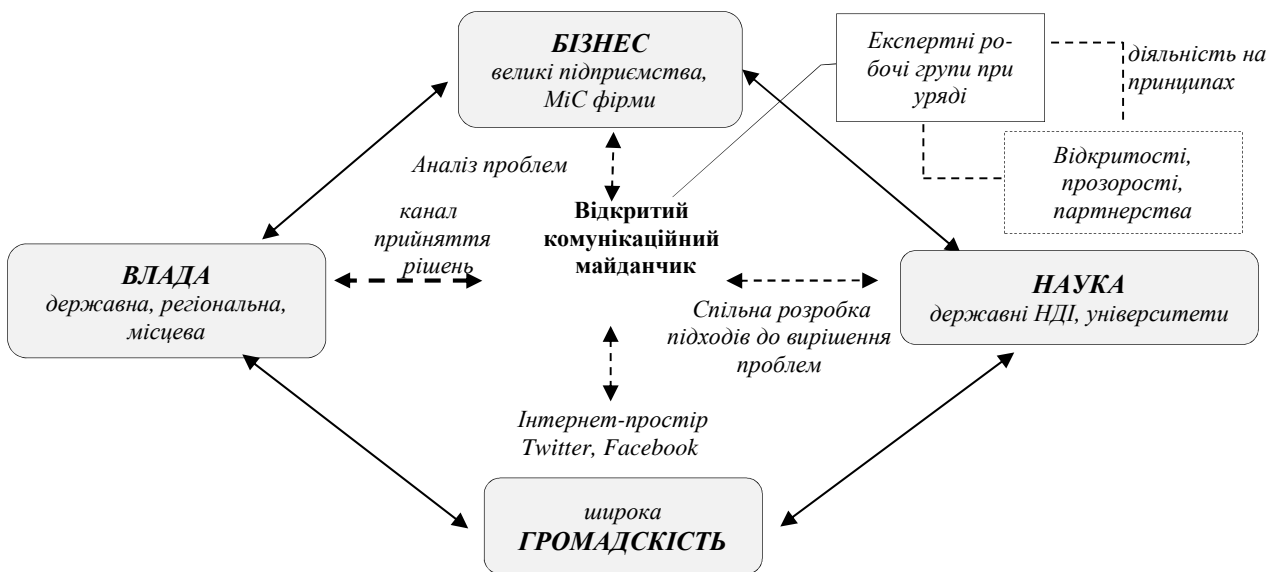 БІЗНЕС
великі підприємства,
МіС фірми
Експертні ро-
бочі групи при
уряді
діяльність на
принципах
Відкритості,
прозорості,
партнерства
Аналіз проблем
канал
прийняття
рішень
Відкритий
комунікаційний
майданчик
ВЛАДА
державна, регіональна,
місцева
НАУКА
державні НДІ, університети
Спільна розробка
підходів до вирішення
проблем
Інтернет-простір
Twitter, Facebook
широка
ГРОМАДСКІСТЬ